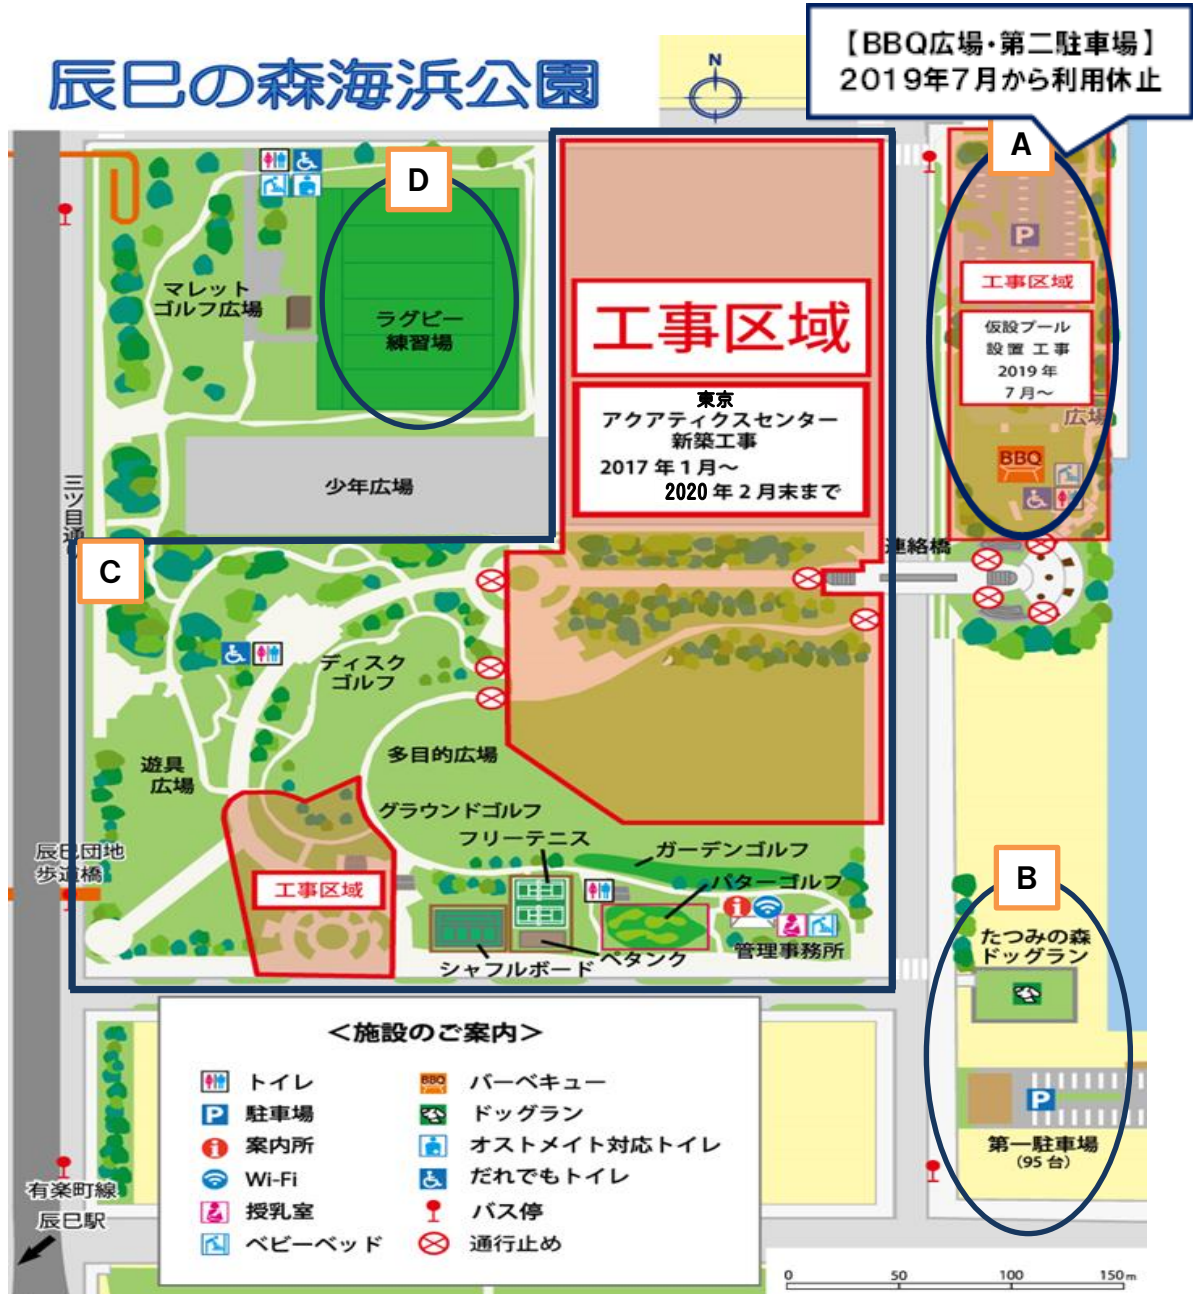 辰巳の森海浜公園
N
【BBQ広場・第二駐車場】
2019年7月から利用休止
A
D
P
工事区域
仮設プール
設置 工事
2019 年
7 月～
広場
BBQ
マレット
ゴルフ広場
ラグビー
練習場
工事区域
東京
アクアティクスセンター
新築工事
2017 年 1 月～
2020 年 2 月末まで
少年広場
三ツ目通り
C
連絡橋
ディスク
ゴルフ
遊具
広場
多目的広場
グラウンドゴルフ
フリーテニス
ガーデンゴルフ
パターゴルフ
辰巳団地
歩道橋
工事区域
シャフルボード
ペタンク
管理事務所
B
たつみの森
ドッグラン
P
第一駐車場
(95 台)
＜施設のご案内＞
トイレ
P 駐車場
案内所
Wi-Fi
授乳室
ベビーベッド
BBQ バーベキュー
ドッグラン
オストメイト対応トイレ
だれでもトイレ
バス停
通行止め
有楽町線
辰巳駅
0 50 100 150m